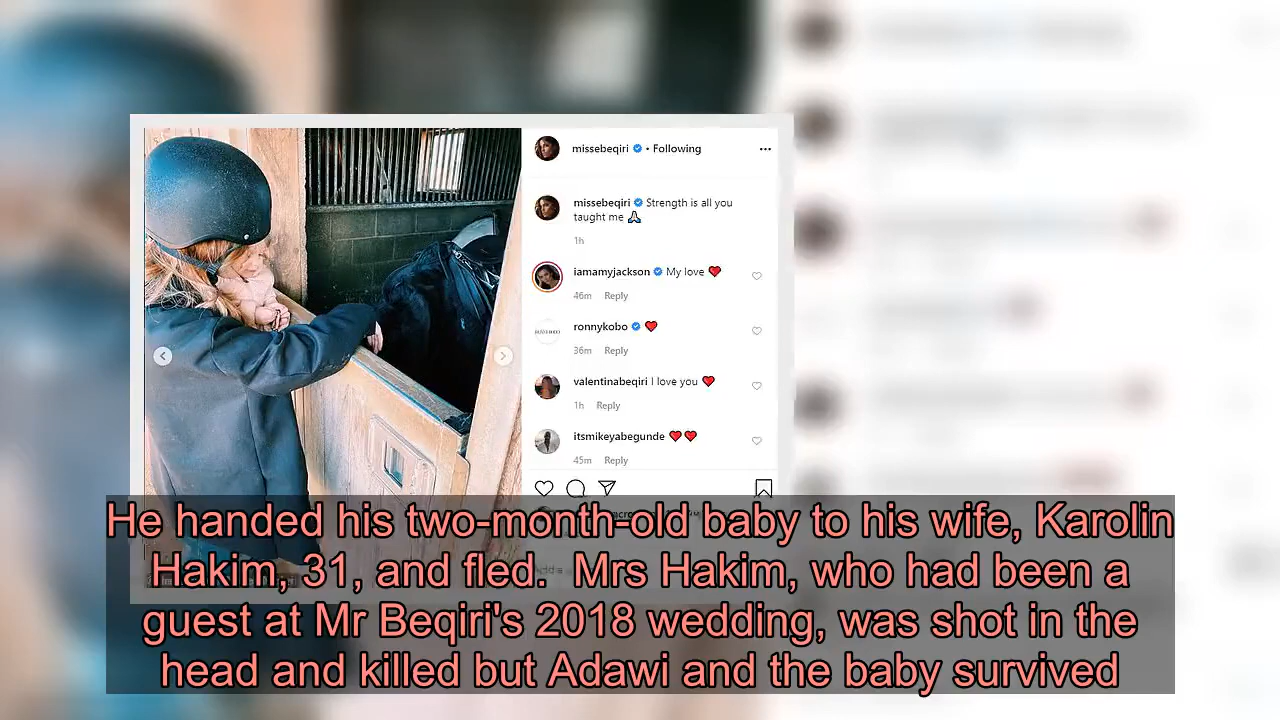 missebeqiri • Following
missebeqiri Strength is all you
taught me
1h
iamamyjackson My love
46m Reply
ronnykobo
36m Reply
valentinabeqiri I love you
1h Reply
itsmikeyabegunde
45m Reply
He handed his two-month-old baby to his wife, Karolin
Hakim, 31, and fled. Mrs Hakim, who had been a
guest at Mr Beqiri's 2018 wedding, was shot in the
head and killed but Adawi and the baby survived